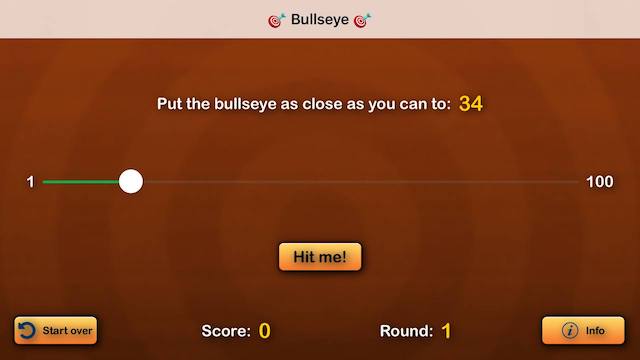 🎯 Bullseye 🎯
Put the bullseye as close as you can to: 34
1 100
Hit me!
Start over Score: 0 Round: 1 Info